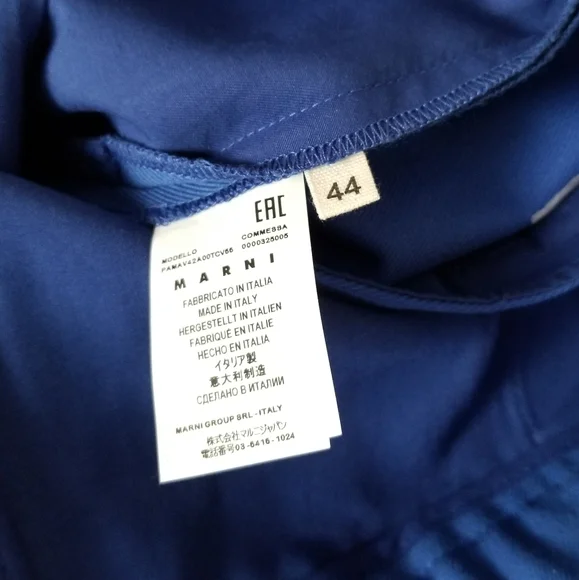 44
EAC
MODELLO COMMESSA
PAMAV42A00TCV56 0000325005
MARNI
FABBRICATO IN ITALIA
MADE IN ITALY
HERGESTELLT IN ITALIEN
FABRIQUÉ EN ITALIE
HECHO EN ITALIA
イタリア製
意大利制造
СДЕЛАНО В ИТАЛИИ
MARNI GROUP SRL - ITALY
株式会社マルニジャパン
電話番号03-6416-1024